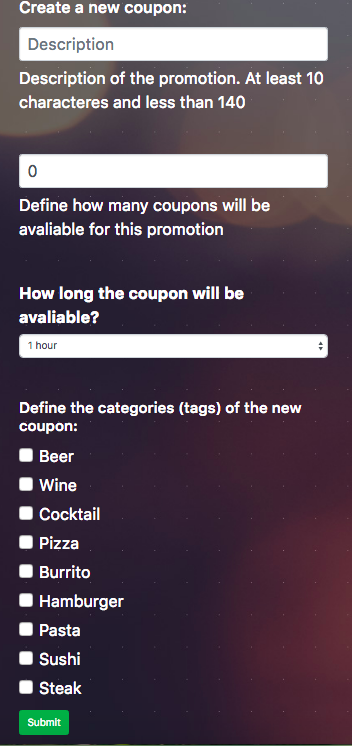 Create a new coupon:
Description
Description of the promotion. At least 10
characteres and less than 140
0
Define how many coupons will be
avaliable for this promotion
How long the coupon will be
avaliable?
1 hour
Define the categories (tags) of the new
coupon:
Beer
Wine
Cocktail
Pizza
Burrito
Hamburger
Pasta
Sushi
Steak
Submit